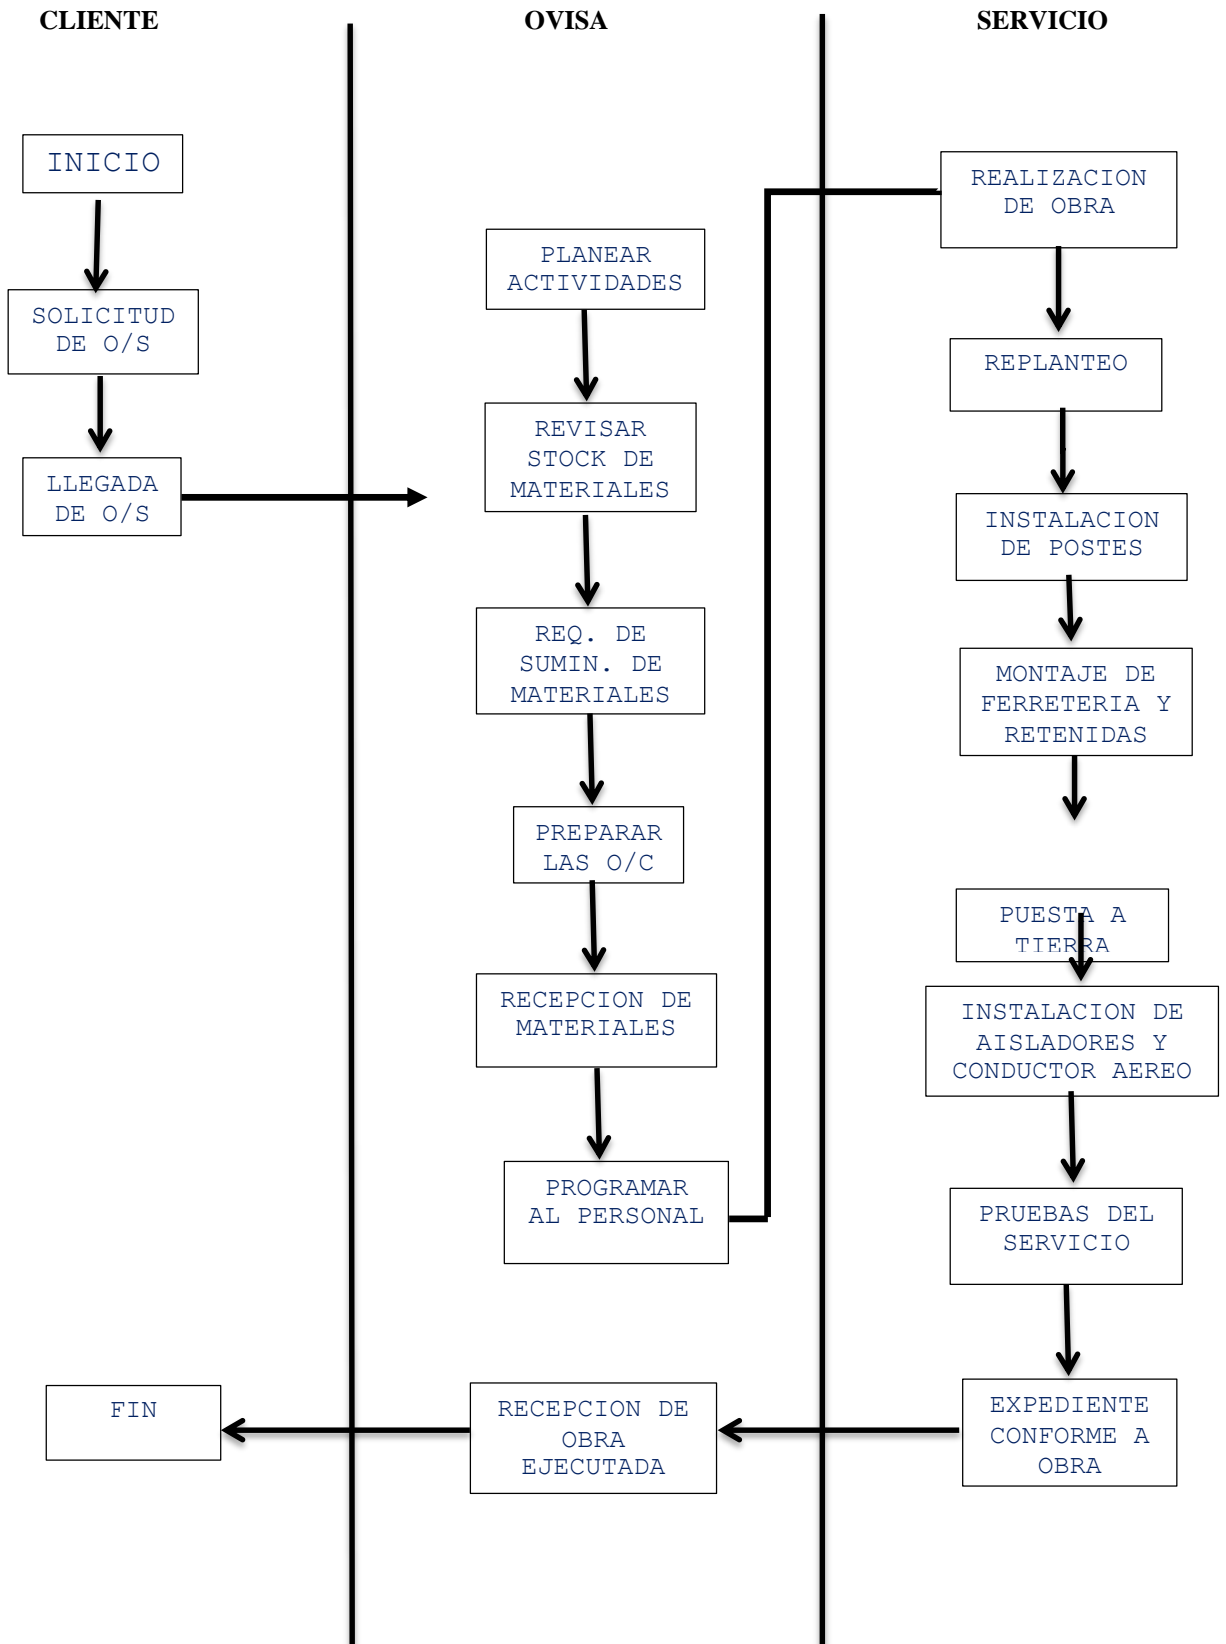 CLIENTE
OVISA
SERVICIO
INICIO
SOLICITUD
DE O/S
LLEGADA
DE O/S
PLANEAR
ACTIVIDADES
REVISAR
STOCK DE
MATERIALES
REQ. DE
SUMIN. DE
MATERIALES
PREPARAR
LAS O/C
RECEPCION DE
MATERIALES
PROGRAMAR
AL PERSONAL
REALIZACION
DE OBRA
REPLANTEO
INSTALACION
DE POSTES
MONTAJE DE
FERRETERIA Y
RETENIDAS
PUESTA A
TIERRA
INSTALACION DE
AISLADORES Y
CONDUCTOR AEREO
PRUEBAS DEL
SERVICIO
EXPEDIENTE
CONFORME A
OBRA
RECEPCION DE
OBRA
EJECUTADA
FIN